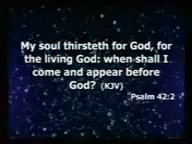 My soul thirsteth for God, for
the living God: when shall I
come and appear before
God? (KJV)
Psalm 42:2